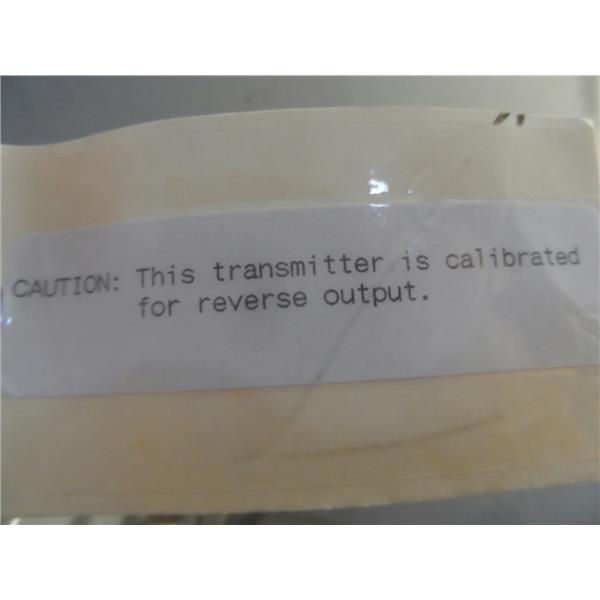 CAUTION: This transmitter is calibrated
for reverse output.